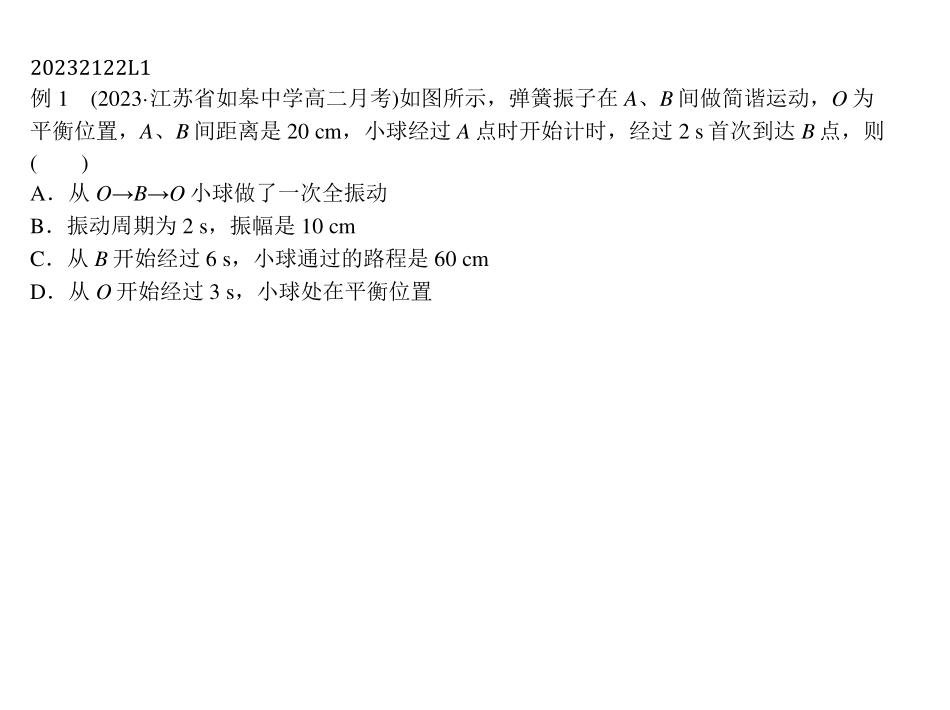 20232122L1
例 1　(2023·江苏省如皋中学高二月考)如图所示，弹簧振子在 A、B 间做简谐运动，O 为
平衡位置，A、B 间距离是 20 cm，小球经过 A 点时开始计时，经过 2 s 首次到达 B 点，则
(　　)
A．从 O→B→O 小球做了一次全振动
B．振动周期为 2 s，振幅是 10 cm
C．从 B 开始经过 6 s，小球通过的路程是 60 cm
D．从 O 开始经过 3 s，小球处在平衡位置